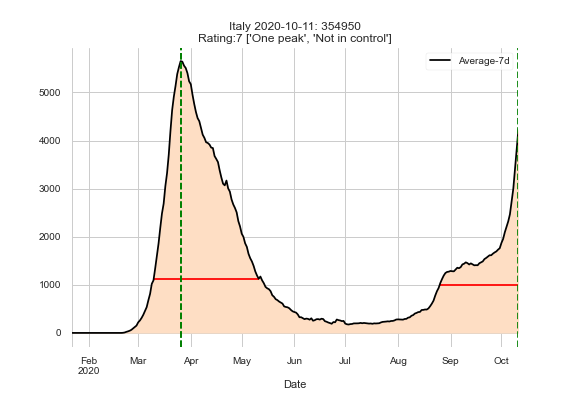 Italy 2020-10-11: 354950
Rating:7 ['One peak', 'Not in control']
Average-7d
5000
4000
3000
2000
1000
0
Feb Mar Apr May Jun Jul Aug Sep Oct
2020
Date